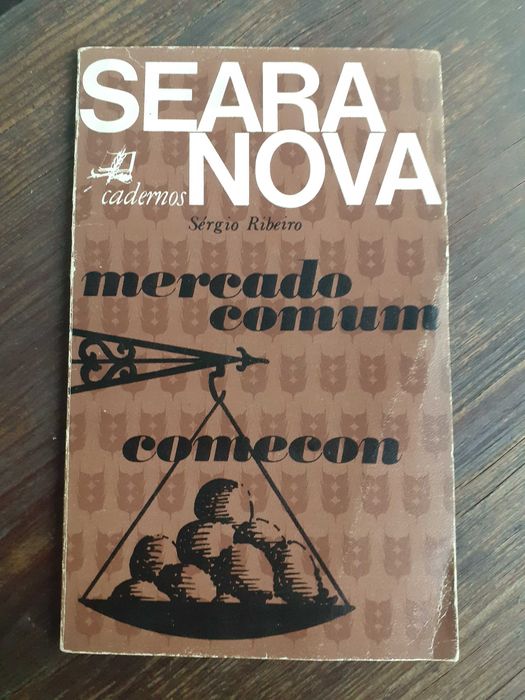 SEARA
NOVA
cadernos
Sérgio Ribeiro
mercado
comum
comecon